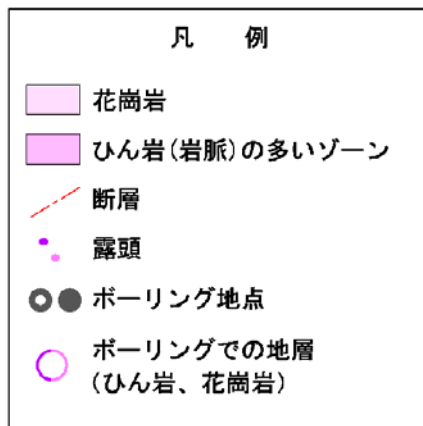 凡　例
花崗岩
ひん岩(岩脈)の多いゾーン
断層
露頭
ボーリング地点
ボーリングでの地層
(ひん岩、花崗岩)